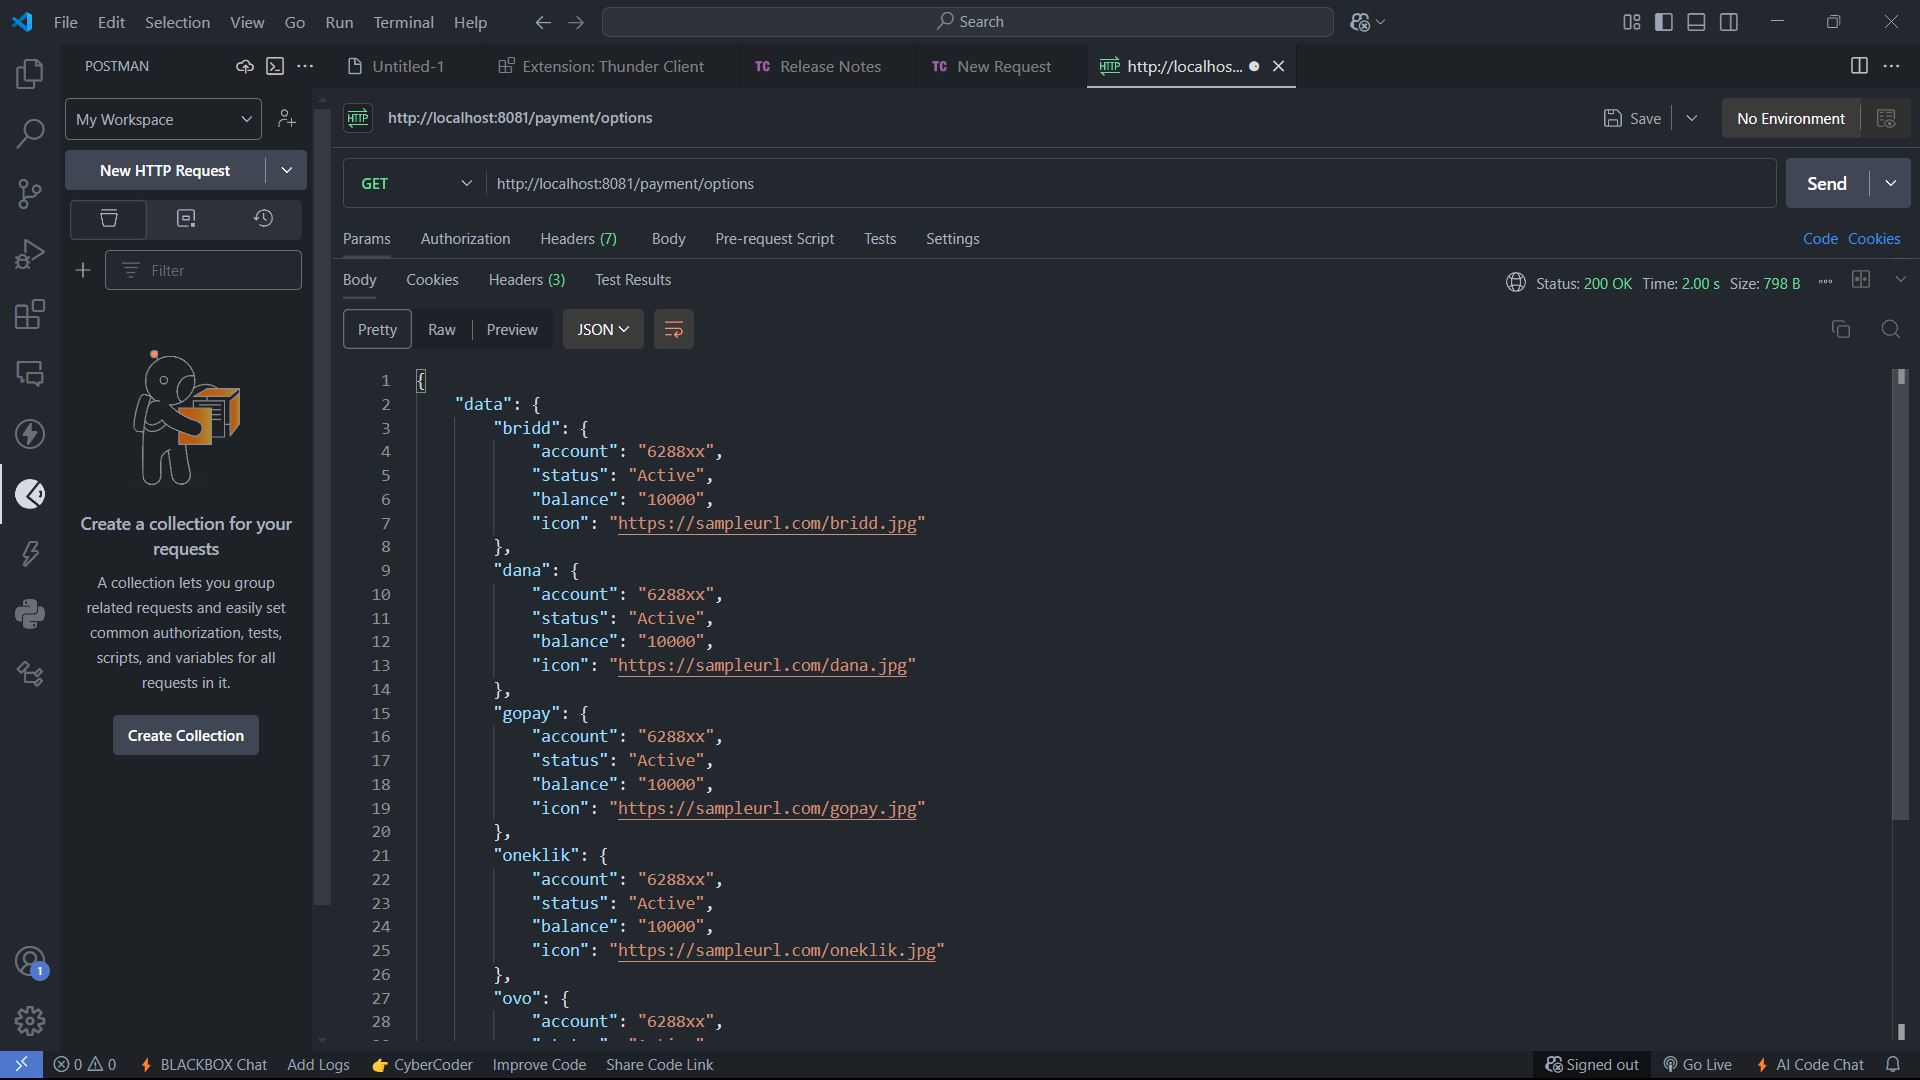 File Edit Selection View Go Run Terminal Help
Search
POSTMAN
Untitled-1
Extension: Thunder Client
TC Release Notes
TC New Request
HTTP http://localhos...
My Workspace
HTTP http://localhost:8081/payment/options
Save
No Environment
New HTTP Request
GET
http://localhost:8081/payment/options
Send
Params Authorization Headers (7) Body Pre-request Script Tests Settings
Code Cookies
Filter
Body Cookies Headers (3) Test Results
Status: 200 OK Time: 2.00 s Size: 798 B
Pretty Raw Preview JSON
1 {
2 "data": {
3 "bridd": {
4 "account": "6288xx",
5 "status": "Active",
6 "balance": "10000",
7 "icon": "https://sampleurl.com/bridd.jpg"
8 },
9 "dana": {
10 "account": "6288xx",
11 "status": "Active",
12 "balance": "10000",
13 "icon": "https://sampleurl.com/dana.jpg"
14 },
15 "gopay": {
16 "account": "6288xx",
17 "status": "Active",
18 "balance": "10000",
19 "icon": "https://sampleurl.com/gopay.jpg"
20 },
21 "oneklik": {
22 "account": "6288xx",
23 "status": "Active",
24 "balance": "10000",
25 "icon": "https://sampleurl.com/oneklik.jpg"
26 },
27 "ovo": {
28 "account": "6288xx",
Create a collection for your
requests
A collection lets you group
related requests and easily set
common authorization, tests,
scripts, and variables for all
requests in it.
Create Collection
1
0 0
BLACKBOX Chat
Add Logs
CyberCoder
Improve Code
Share Code Link
Signed out
Go Live
AI Code Chat